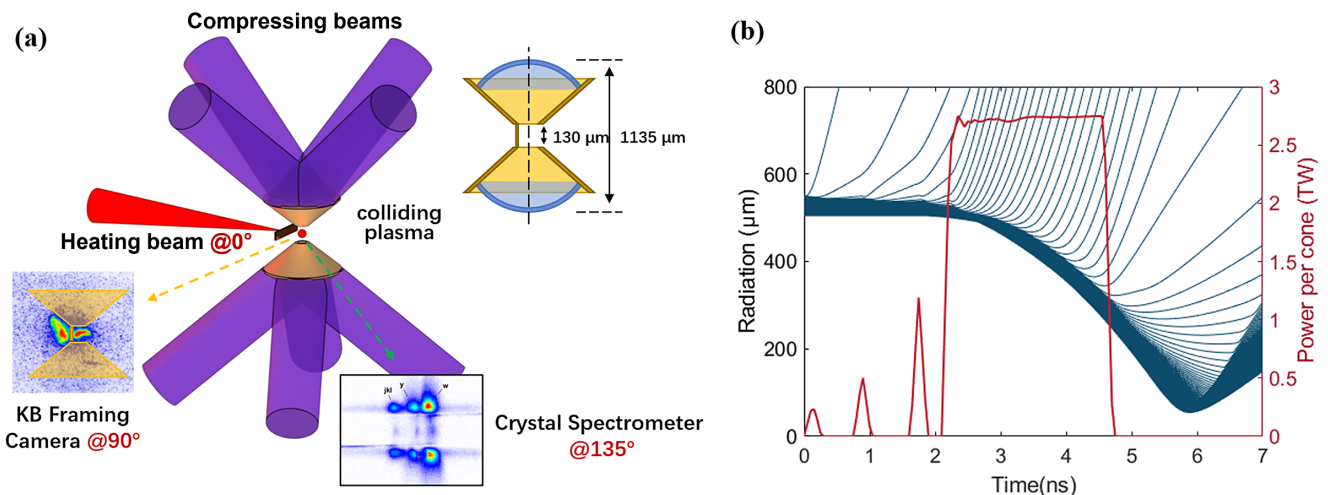 (a)
Compressing beams
130 μm
1135 μm
colliding
plasma
Heating beam @0°
KB Framing
Camera @90°
jkl
y
w
Crystal Spectrometer
@135°
(b)
800
600
400
200
0
Radiation (μm)
0 1 2 3 4 5 6 7
Time(ns)
3
2.5
2
1.5
1
0.5
0
Power per cone (TW)